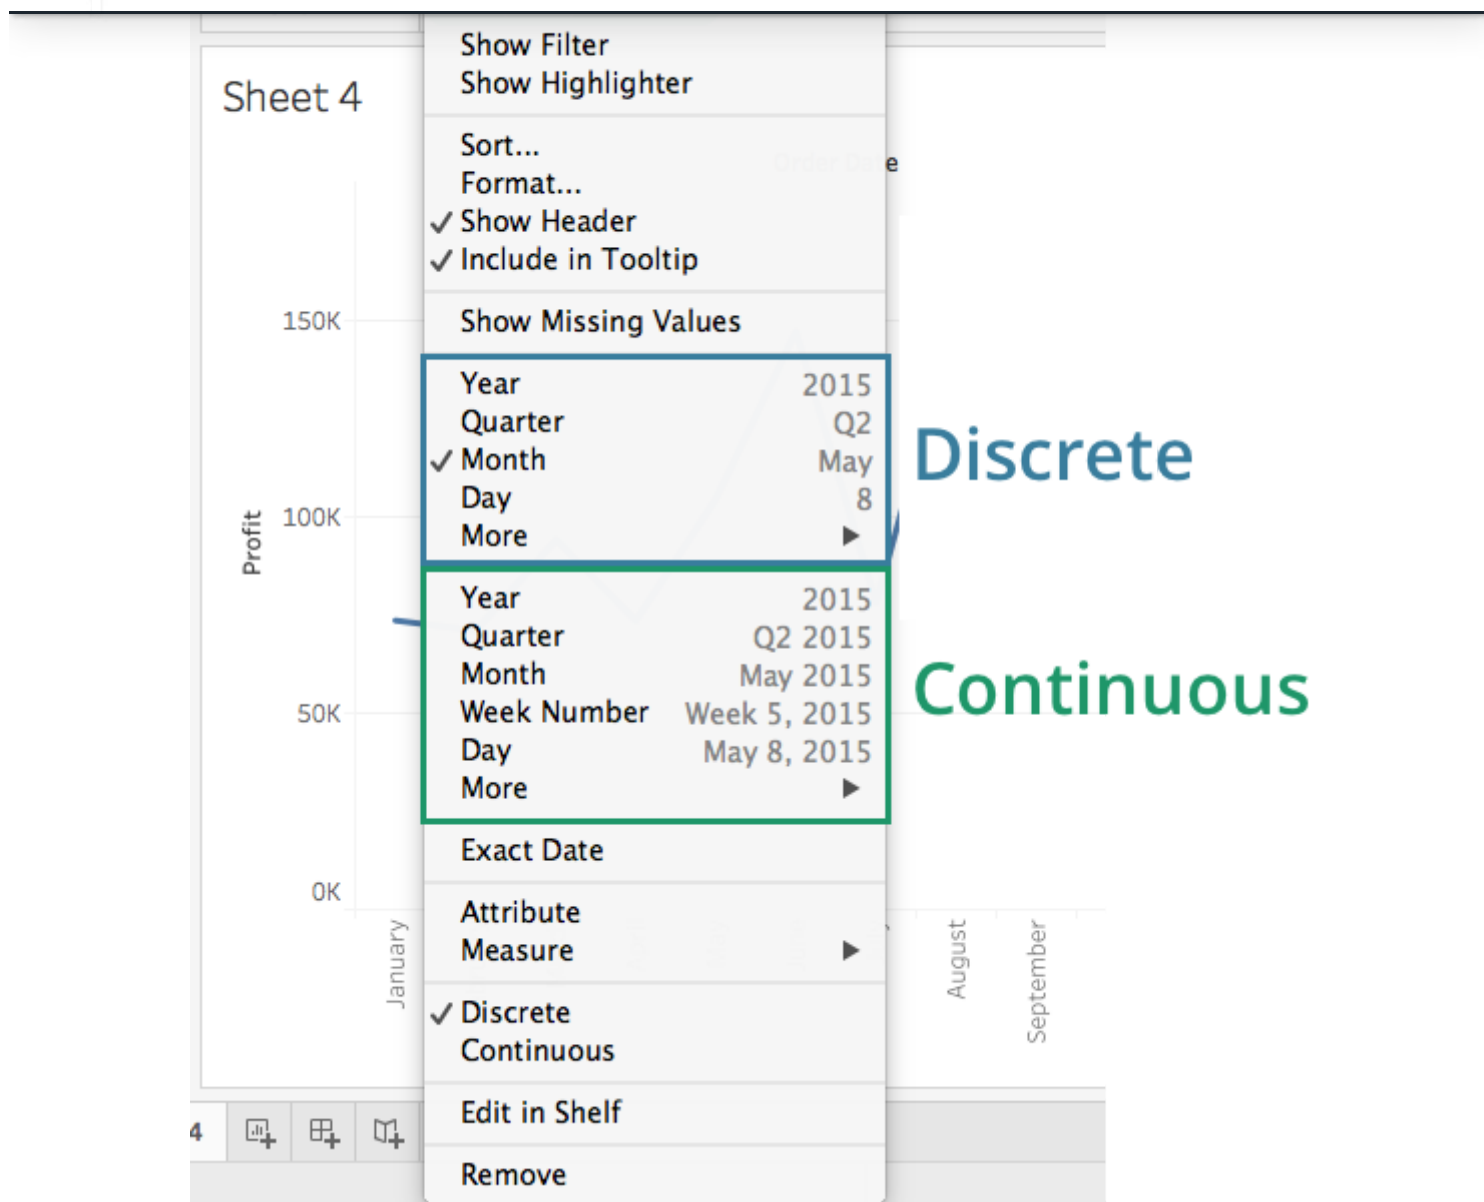 Show Filter
Show Highlighter
Sheet 4
Sort...
Format...
✓ Show Header
✓ Include in Tooltip
Order Date
Show Missing Values
Year 2015
Quarter Q2
✓ Month May
Day 8
More ▶
Discrete
Year 2015
Quarter Q2 2015
Month May 2015
Week Number Week 5, 2015
Day May 8, 2015
More ▶
Continuous
Exact Date
Attribute
Measure ▶
✓ Discrete
Continuous
Edit in Shelf
Remove
Profit
150K
100K
50K
0K
January
August
September
4